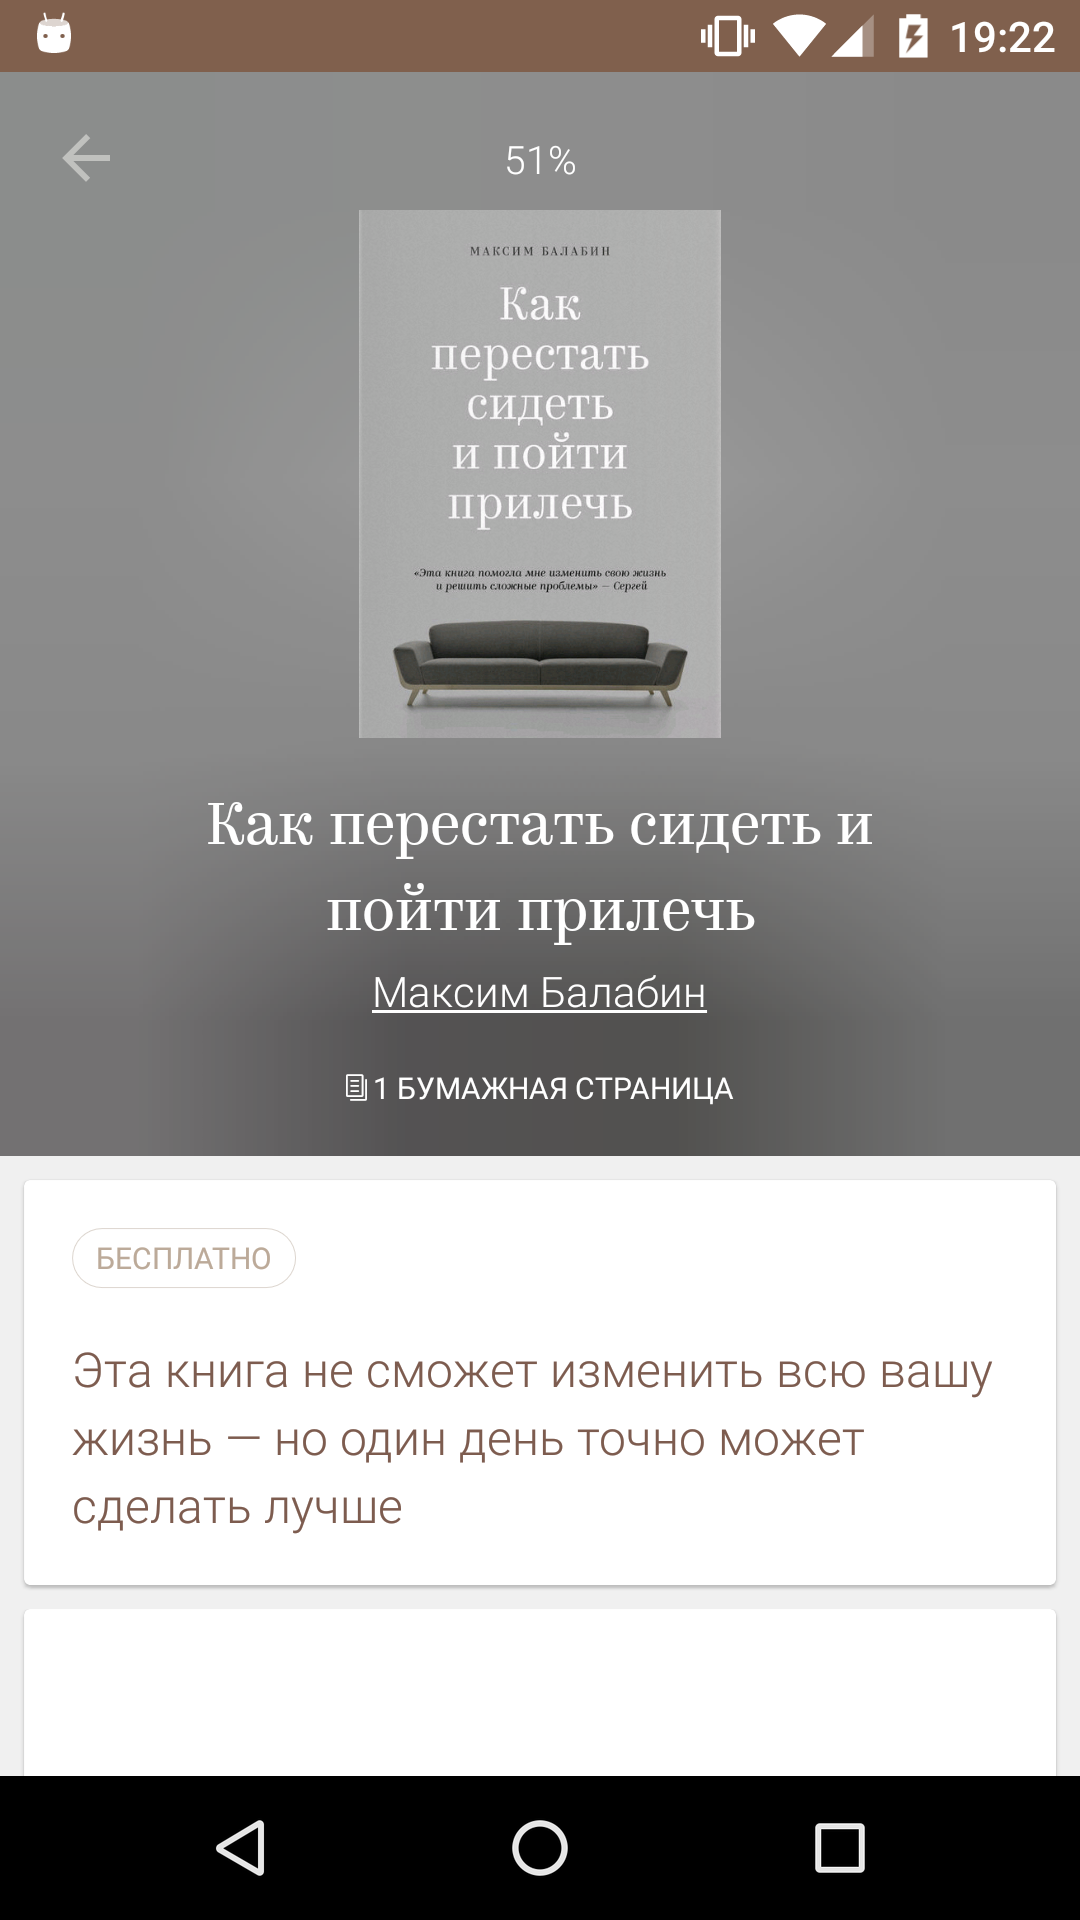 19:22
51%
МАКСИМ БАЛАБИН
Как
перестать
сидеть
и пойти
прилечь
«Эта книга помогла мне изменить свою жизнь
и решить сложные проблемы» — Сергей
Как перестать сидеть и
пойти прилечь
Максим Балабин
1 БУМАЖНАЯ СТРАНИЦА
БЕСПЛАТНО
Эта книга не сможет изменить всю вашу
жизнь — но один день точно может
сделать лучше